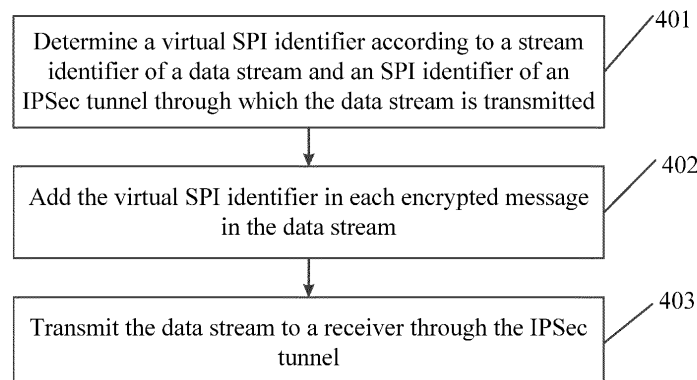 Determine a virtual SPI identifier according to a stream
identifier of a data stream and an SPI identifier of an
IPSec tunnel through which the data stream is transmitted
401
Add the virtual SPI identifier in each encrypted message
in the data stream
402
Transmit the data stream to a receiver through the IPSec
tunnel
403